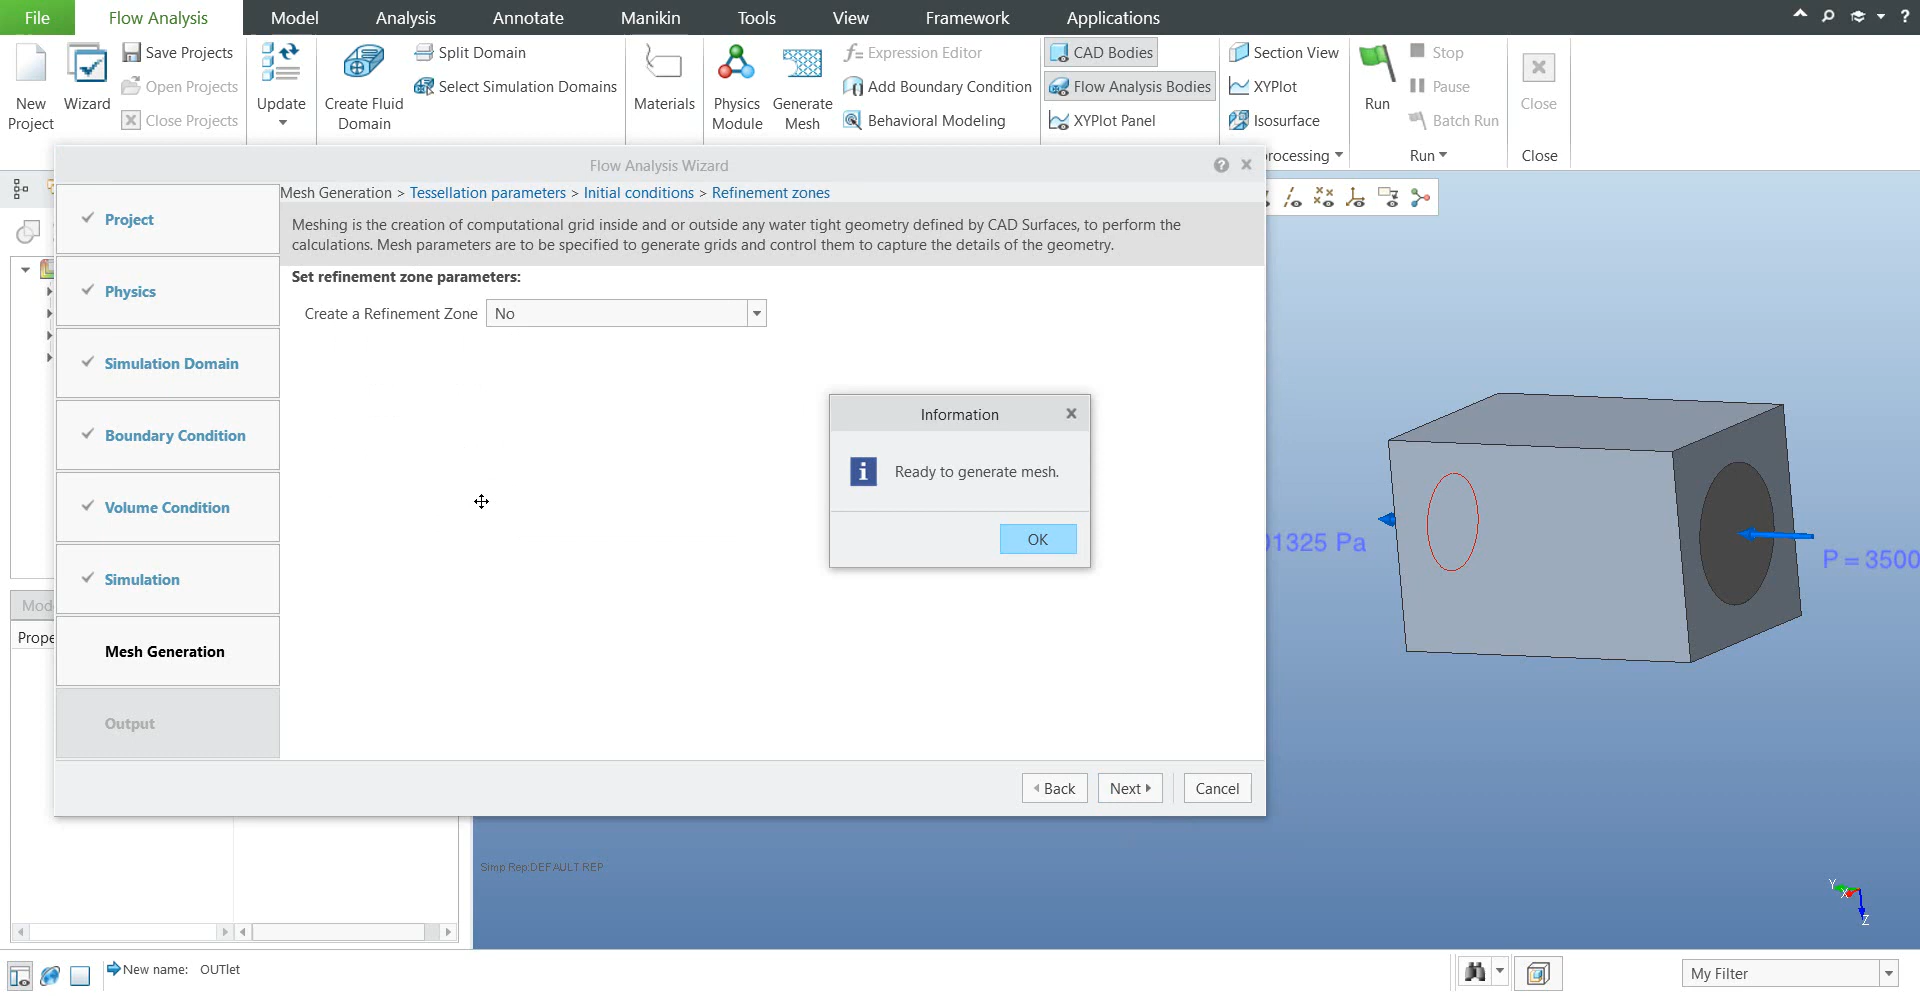 File Flow Analysis Model Analysis Annotate Manikin Tools View Framework Applications
New Project
Wizard
Save Projects
Open Projects
Close Projects
Update
Create Fluid Domain
Split Domain
Select Simulation Domains
Materials
Physics Module
Generate Mesh
Expression Editor
Add Boundary Condition
Behavioral Modeling
CAD Bodies
Flow Analysis Bodies
XYPlot Panel
Section View
XYPlot
Isosurface
rocessing
Run
Stop
Pause
Batch Run
Run
Close
Close
Flow Analysis Wizard
Mesh Generation > Tessellation parameters > Initial conditions > Refinement zones
Meshing is the creation of computational grid inside and or outside any water tight geometry defined by CAD Surfaces, to perform the
calculations. Mesh parameters are to be specified to generate grids and control them to capture the details of the geometry.
Set refinement zone parameters:
Create a Refinement Zone No
Project
Physics
Simulation Domain
Boundary Condition
Volume Condition
Simulation
Mesh Generation
Output
Information
Ready to generate mesh.
OK
Back Next Cancel
Mod
Prope
1325 Pa
P = 3500
Simp Rep:DEFAULT REP
Y
X
Z
New name: OUTlet
My Filter